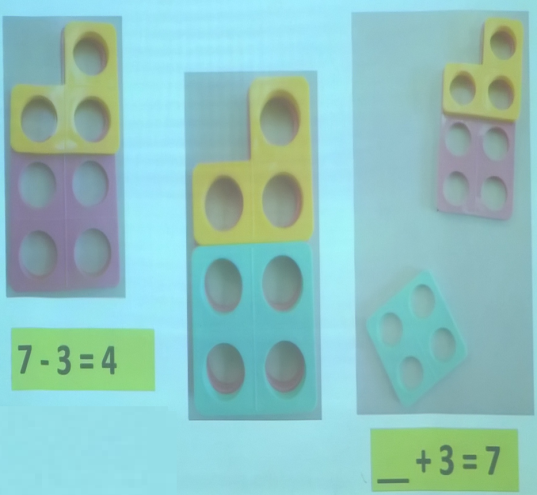 7 - 3 = 4
__ + 3 = 7